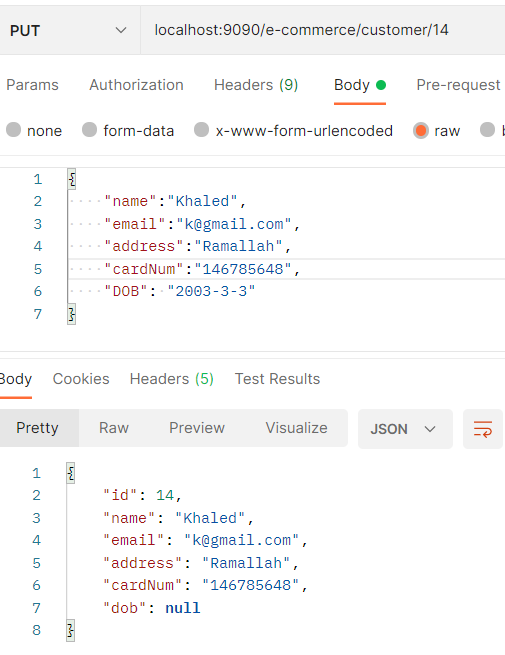 PUT localhost:9090/e-commerce/customer/14
Params Authorization Headers (9) Body Pre-request
none form-data x-www-form-urlencoded raw
1 {
2 "name":"Khaled",
3 "email":"k@gmail.com",
4 "address":"Ramallah",
5 "cardNum":"146785648",
6 "DOB": "2003-3-3"
7 }
Body Cookies Headers (5) Test Results
Pretty Raw Preview Visualize JSON
1 {
2 "id": 14,
3 "name": "Khaled",
4 "email": "k@gmail.com",
5 "address": "Ramallah",
6 "cardNum": "146785648",
7 "dob": null
8 }